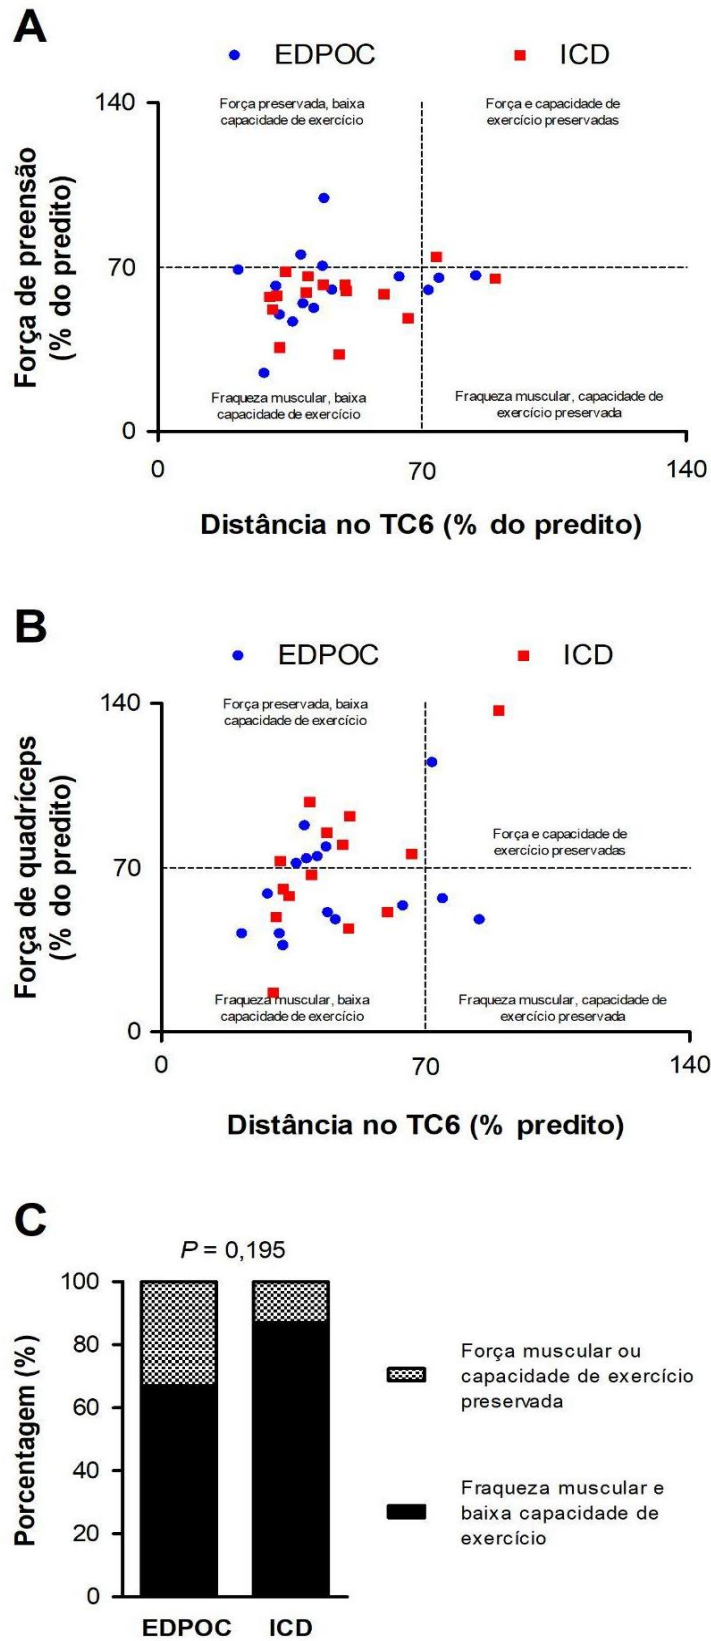 A
EDPOC
ICD
140
Força preservada, baixa
capacidade de exercício
Força e capacidade de
exercício preservadas
Força de preensão
(% do predito)
70
Fraqueza muscular, baixa
capacidade de exercício
Fraqueza muscular, capacidade de
exercício preservada
0
0
70
140
Distância no TC6 (% do predito)
B
EDPOC
ICD
140
Força preservada, baixa
capacidade de exercício
Força de quadríceps
(% do predito)
Força e capacidade de
exercício preservadas
70
Fraqueza muscular, baixa
capacidade de exercício
Fraqueza muscular, capacidade de
exercício preservada
0
0
70
140
Distância no TC6 (% predito)
C
P = 0,195
Porcentagem (%)
100
80
60
40
20
0
EDPOC
ICD
Força muscular ou
capacidade de exercício
preservada
Fraqueza muscular e
baixa capacidade de
exercício